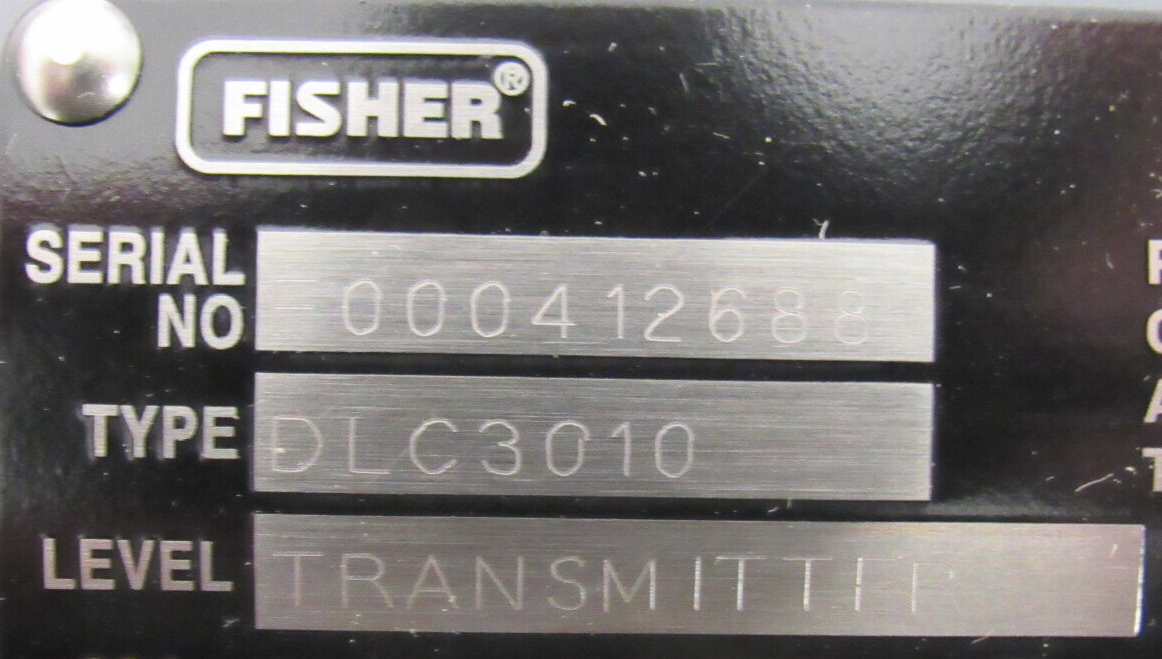 FISHER®
SERIAL NO 000412688
TYPE DLC3010
LEVEL TRANSMITTER